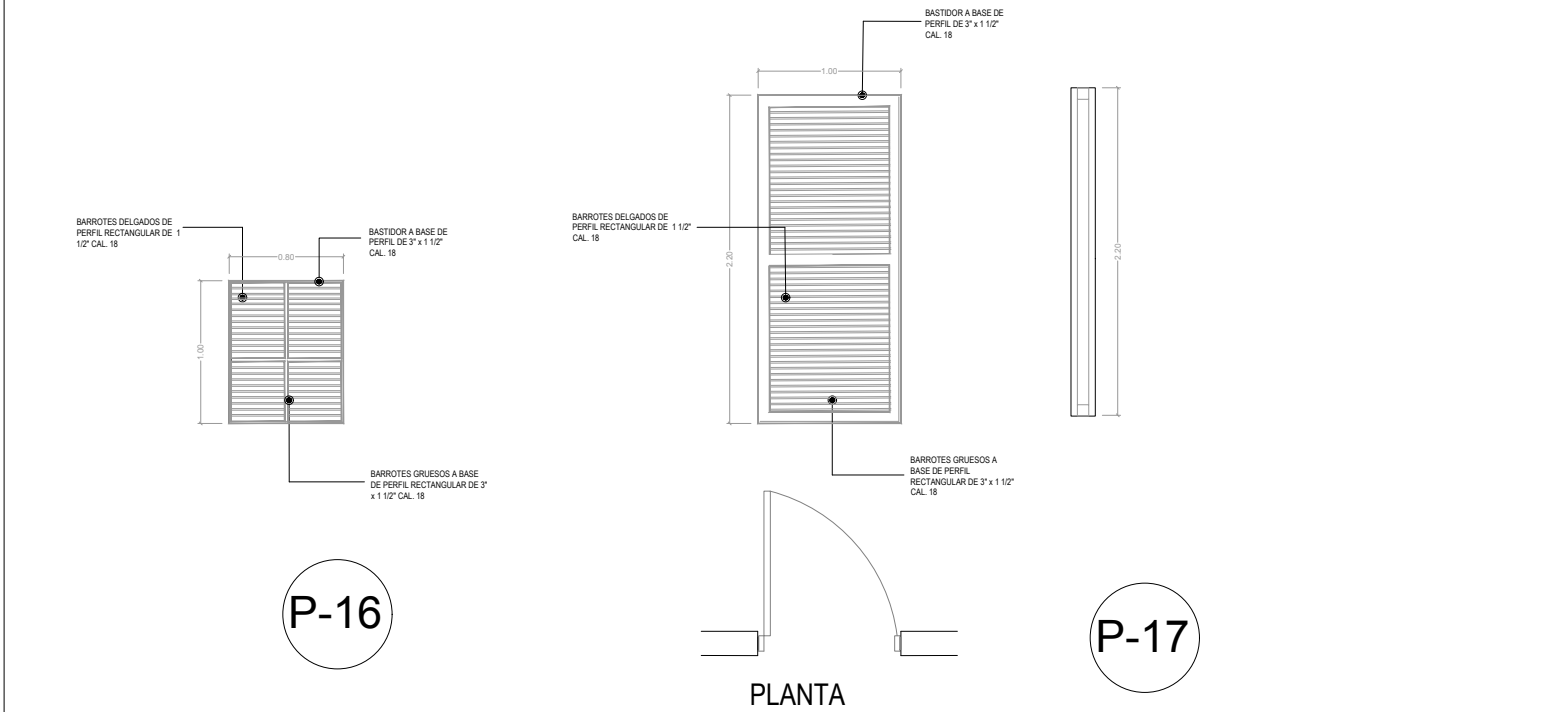 BASTIDOR A BASE DE
PERFIL DE 3" x 1 1/2"
CAL. 18
1.00
BARROTES DELGADOS DE
PERFIL RECTANGULAR DE 1
1/2" CAL. 18
BASTIDOR A BASE DE
PERFIL DE 3" x 1 1/2"
CAL. 18
BARROTES DELGADOS DE
PERFIL RECTANGULAR DE 1 1/2"
CAL. 18
0.80
2.20
2.20
1.00
BARROTES GRUESOS A BASE
DE PERFIL RECTANGULAR DE 3"
x 1 1/2" CAL. 18
BARROTES GRUESOS A
BASE DE PERFIL
RECTANGULAR DE 3" x 1 1/2"
CAL. 18
P-16
P-17
PLANTA